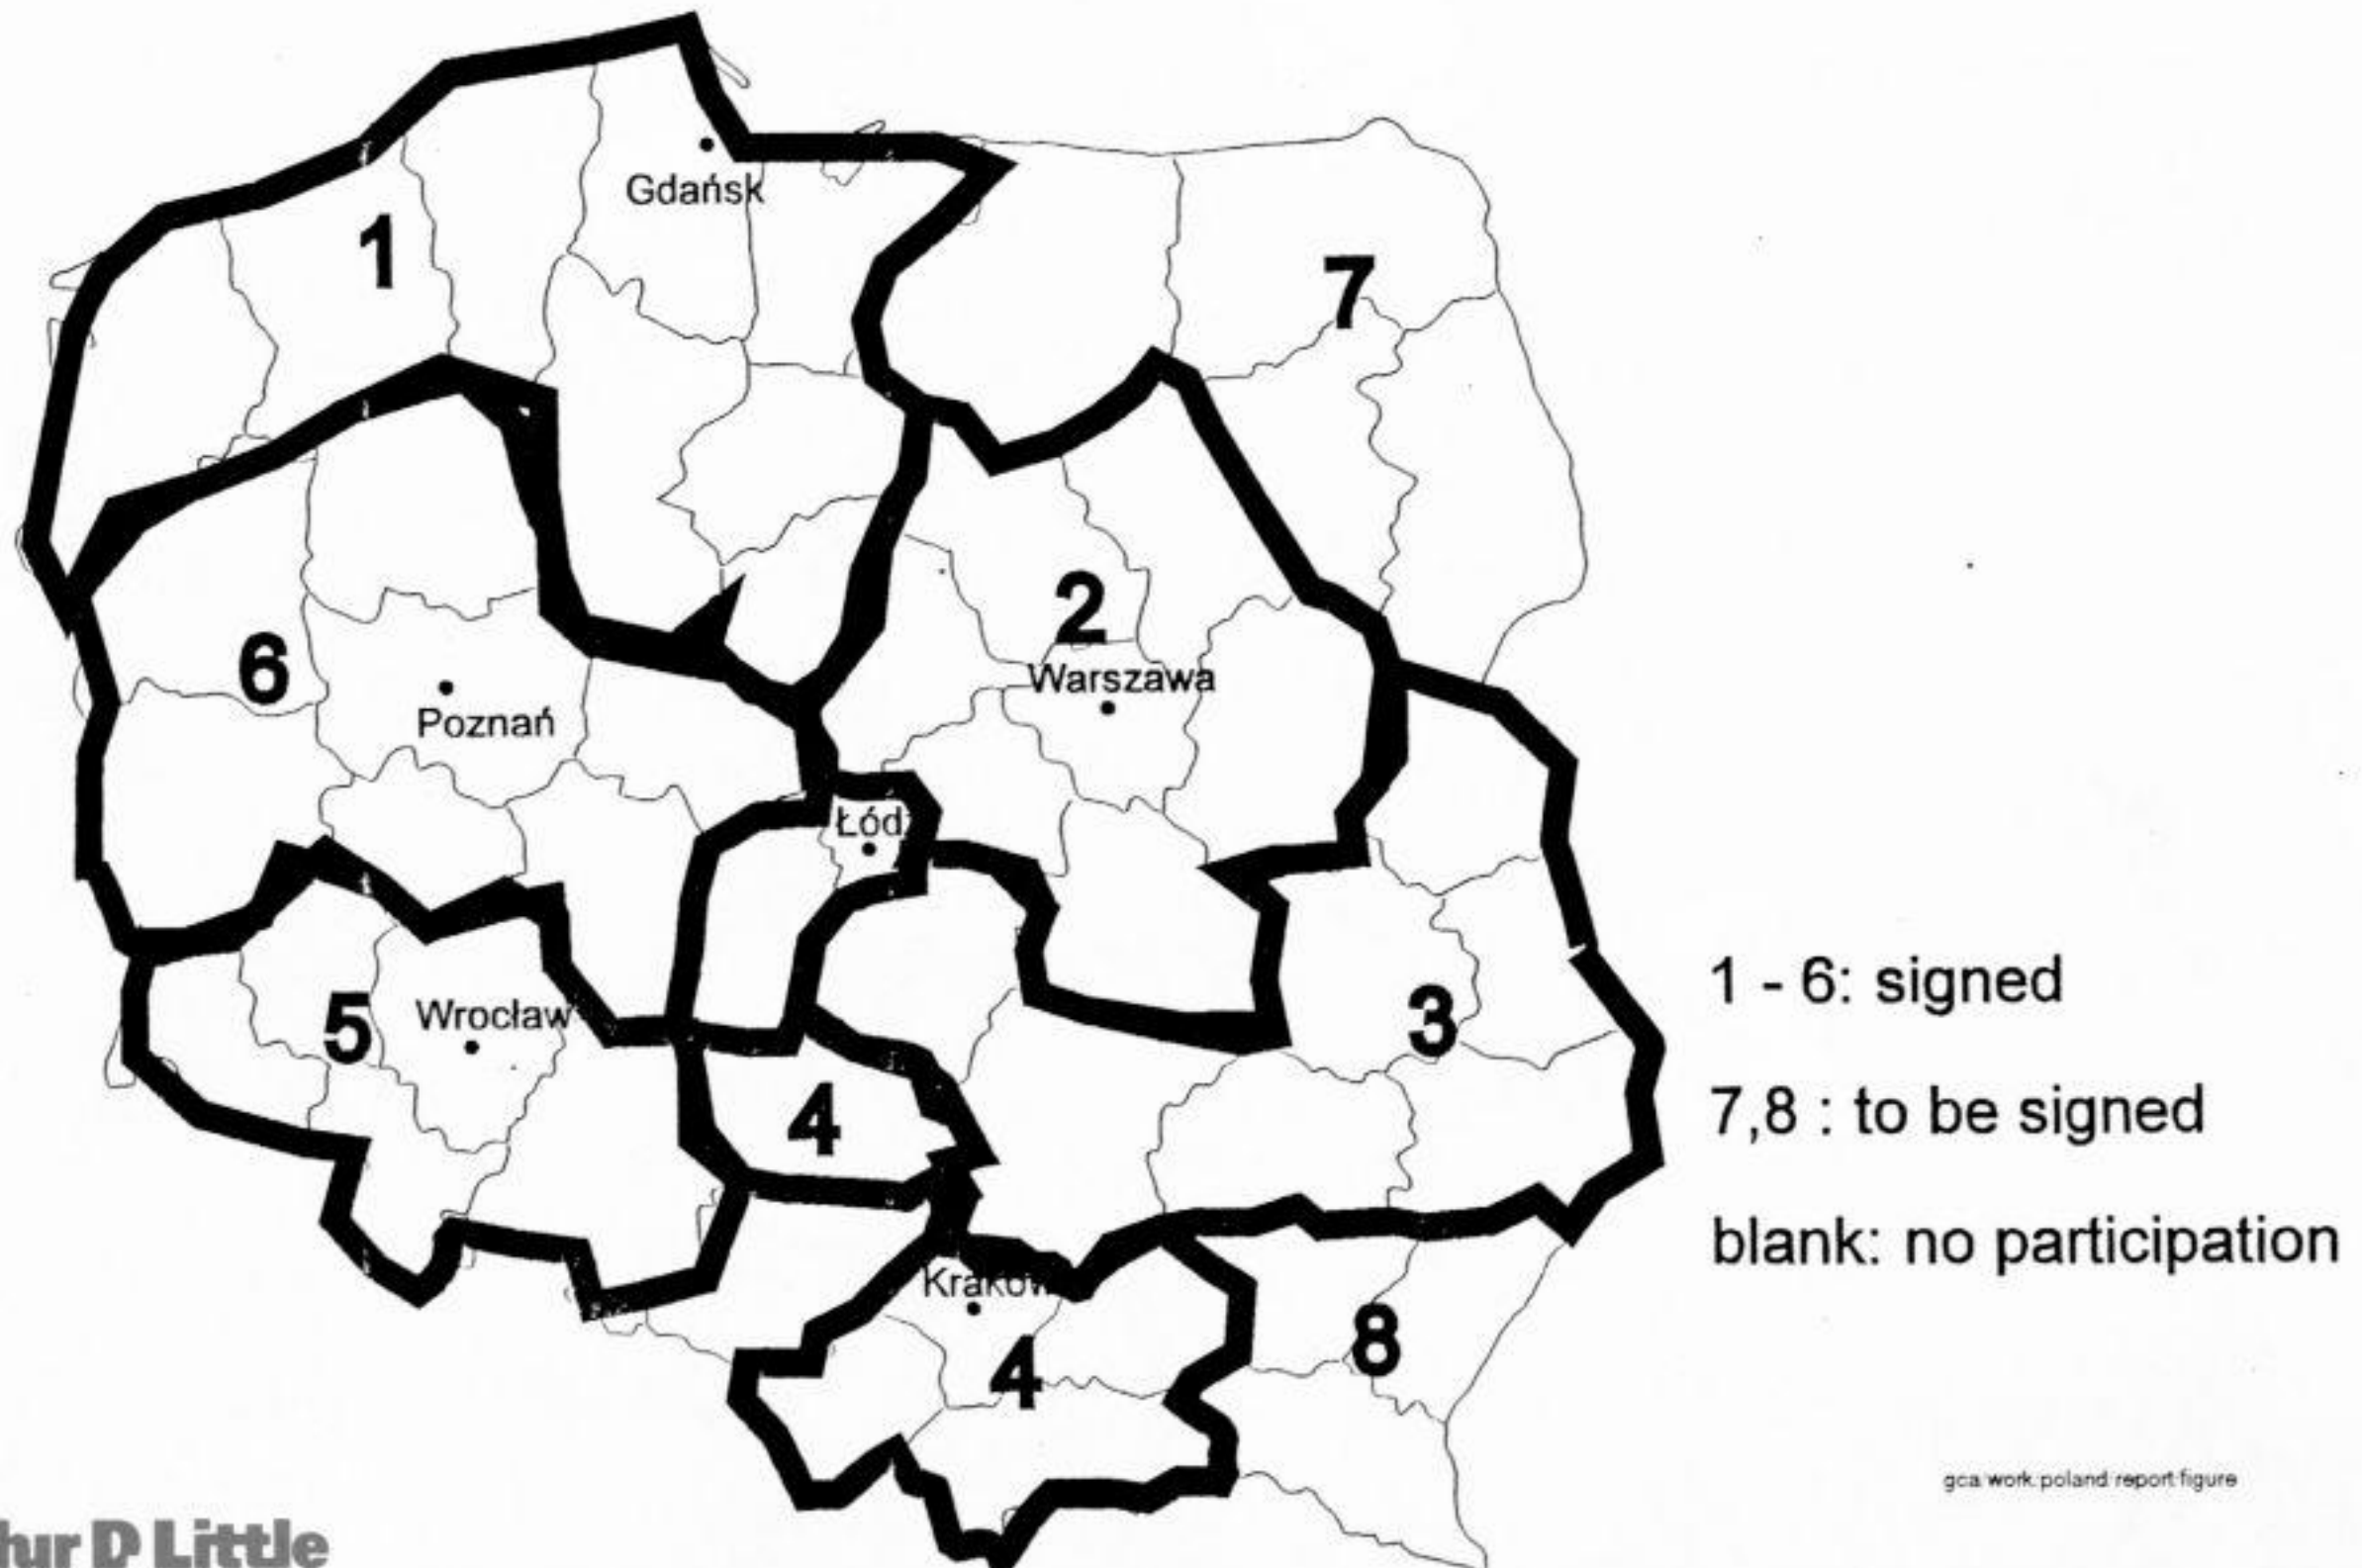 Gdańsk
1
7
2
Warszawa
6
Poznań
Łódź
1 - 6: signed
5
Wrocław
3
7,8 : to be signed
4
blank: no participation
Kraków
8
4
gca work poland report figure
hur D Little